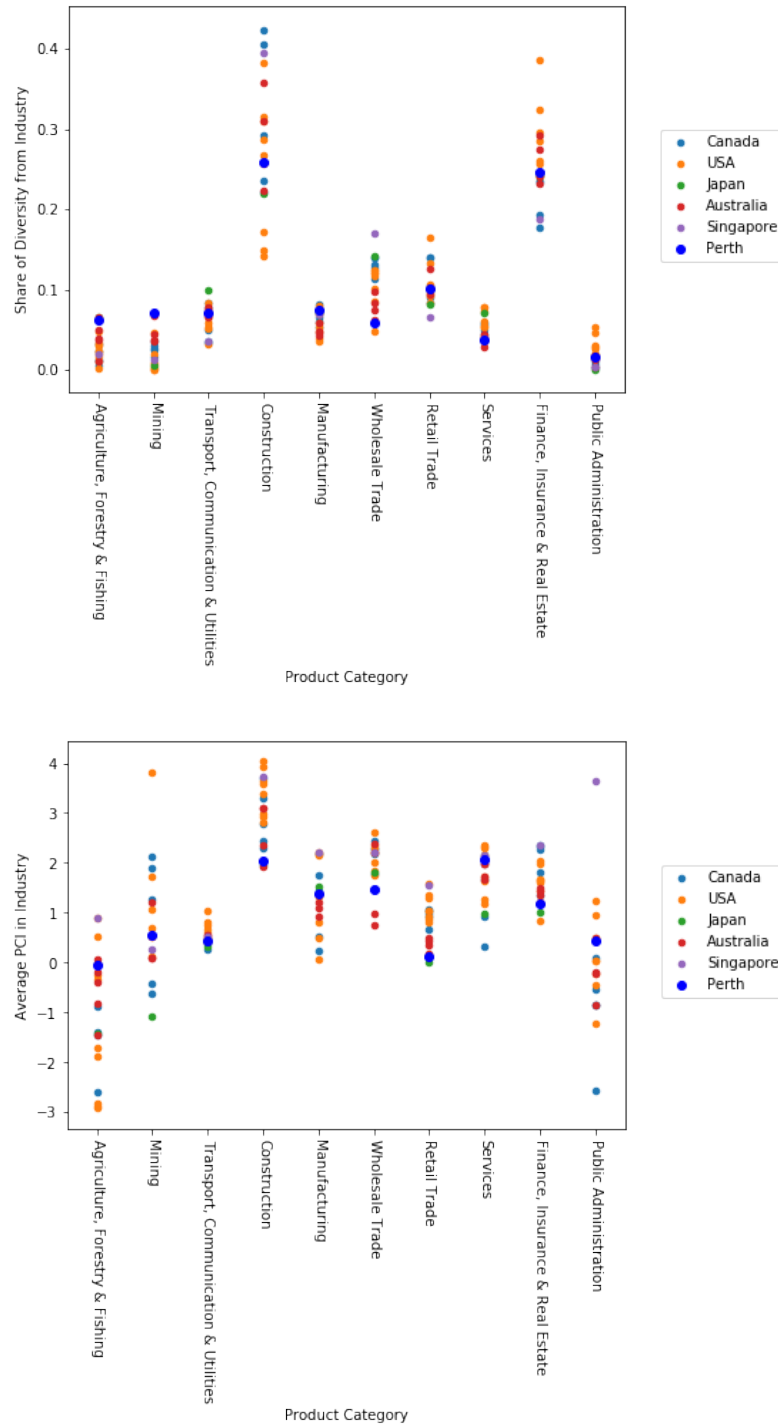 Share of Diversity from Industry
0.4
0.3
0.2
0.1
0.0
Agriculture, Forestry & Fishing
Mining
Transport, Communication & Utilities
Construction
Manufacturing
Wholesale Trade
Retail Trade
Services
Finance, Insurance & Real Estate
Public Administration
Product Category
Canada
USA
Japan
Australia
Singapore
Perth
Average PCI in Industry
4
3
2
1
0
−1
−2
−3
Agriculture, Forestry & Fishing
Mining
Transport, Communication & Utilities
Construction
Manufacturing
Wholesale Trade
Retail Trade
Services
Finance, Insurance & Real Estate
Public Administration
Product Category
Canada
USA
Japan
Australia
Singapore
Perth